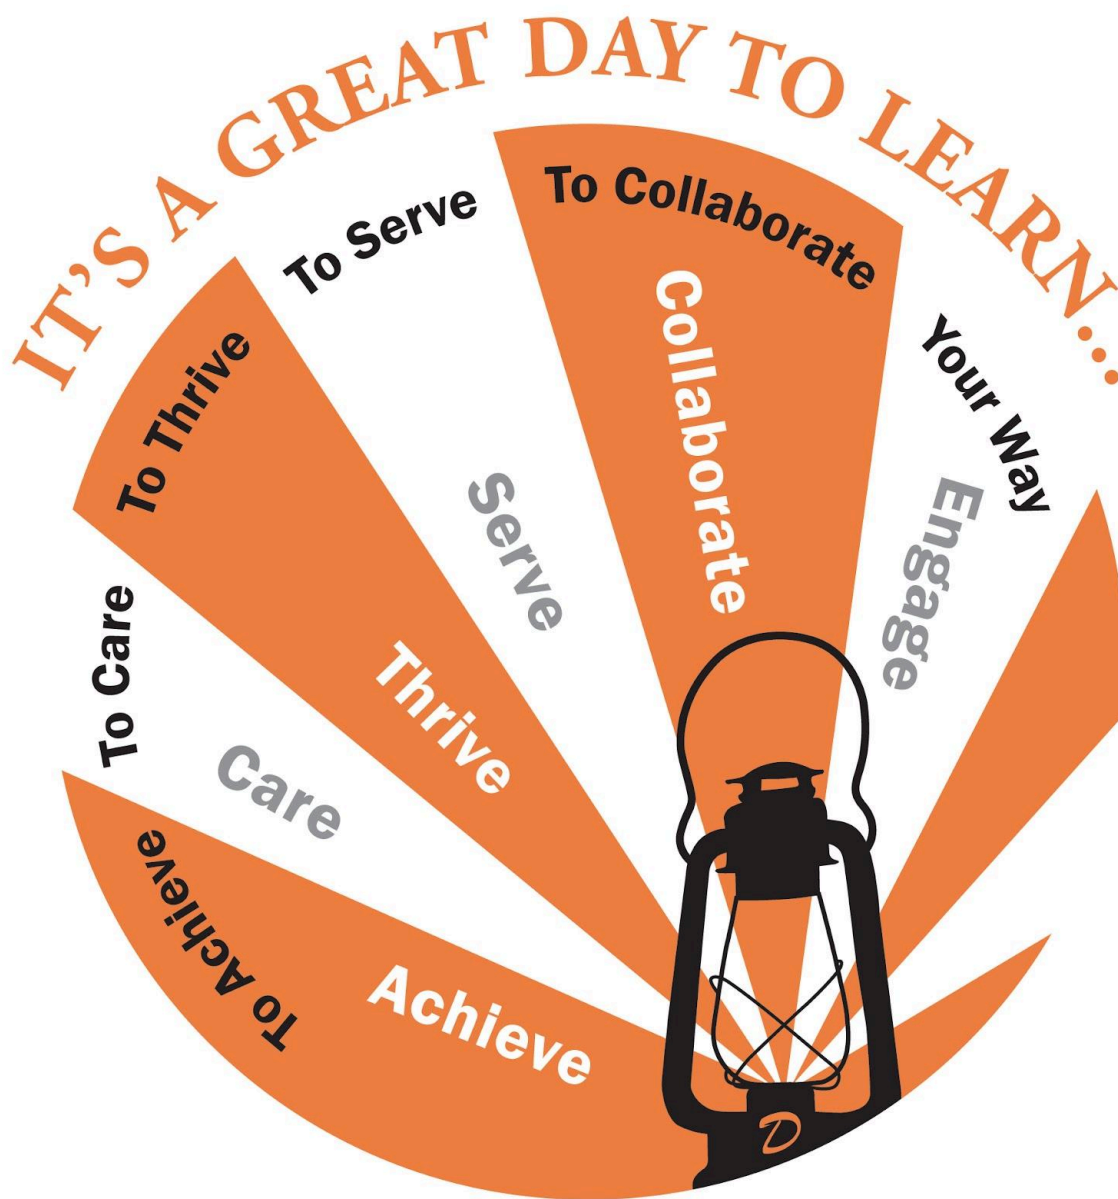 IT'S A GREAT DAY TO LEARN...
To Achieve
Achieve
To Care
Care
To Thrive
Thrive
To Serve
Serve
To Collaborate
Collaborate
Your Way
Engage
D